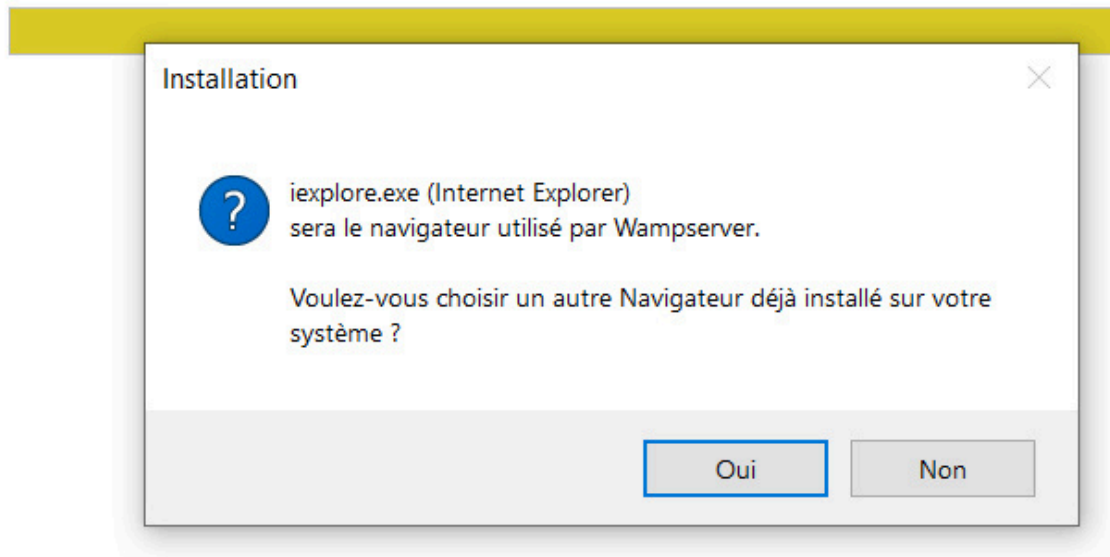 Installation
iexplore.exe (Internet Explorer)
sera le navigateur utilisé par Wampserver.
Voulez-vous choisir un autre Navigateur déjà installé sur votre
système ?
Oui
Non